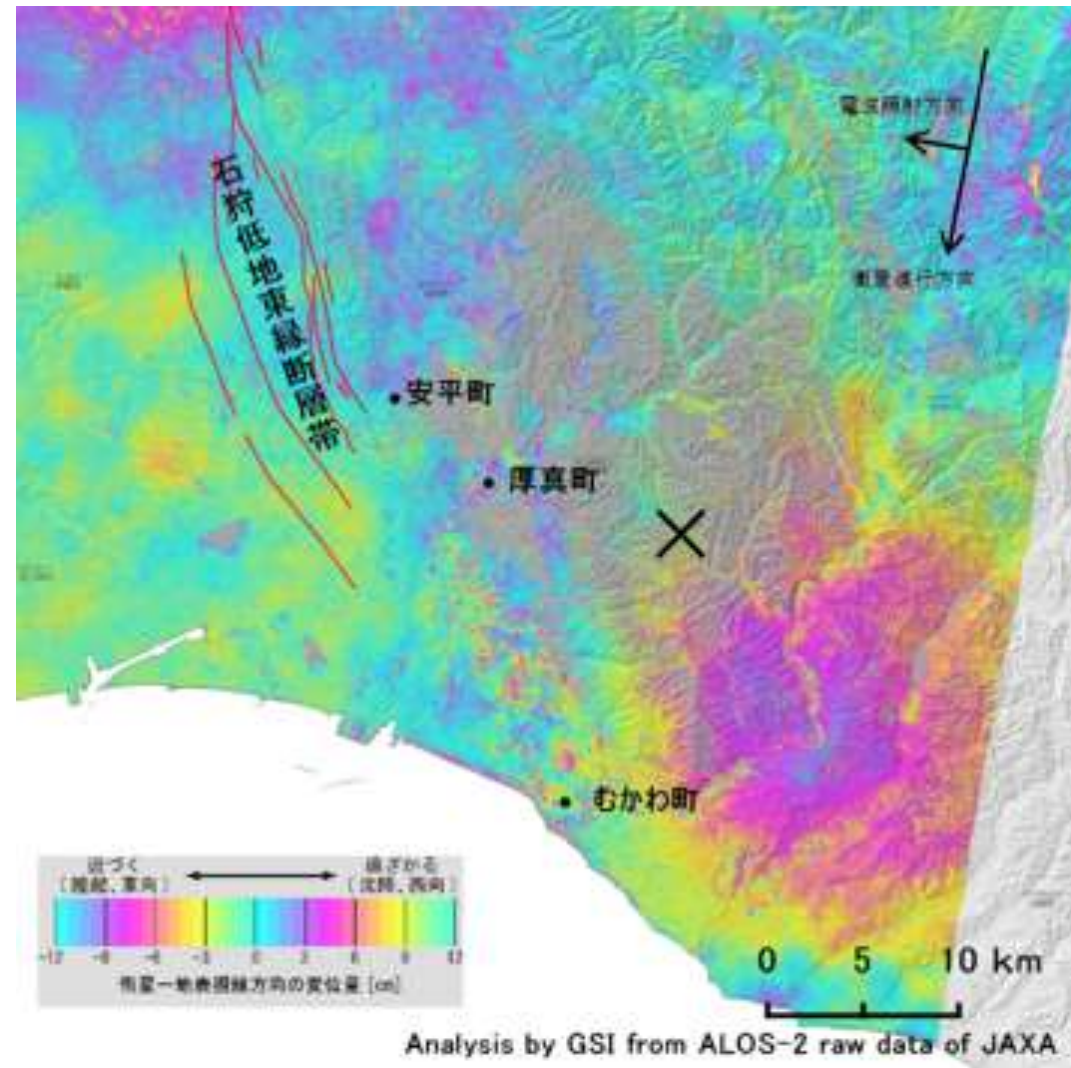 電波照射方向
衛星進行方向
石狩低地東縁断層帯
安平町
厚真町
むかわ町
近づく
遠ざかる
(隆起、東向)
(沈降、西向)
-12 -9 -6 -3 0 3 6 9 12
衛星-地表視線方向の変位量 [cm]
0 5 10 km
Analysis by GSI from ALOS-2 raw data of JAXA